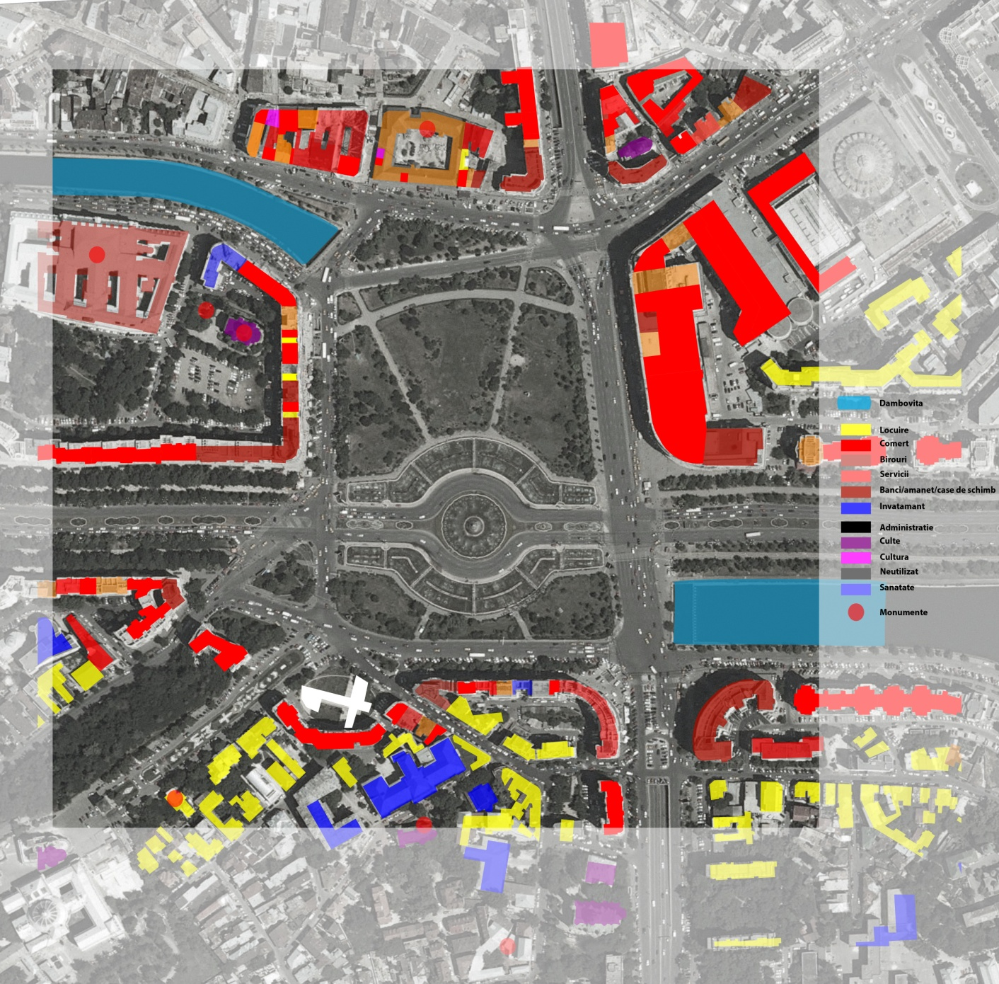 Dambovita
Locuire
Comert
Birouri
Servicii
Banci/amanet/case de schimb
Invatamant
Administratie
Culte
Cultura
Neutilizat
Sanatate
Monumente